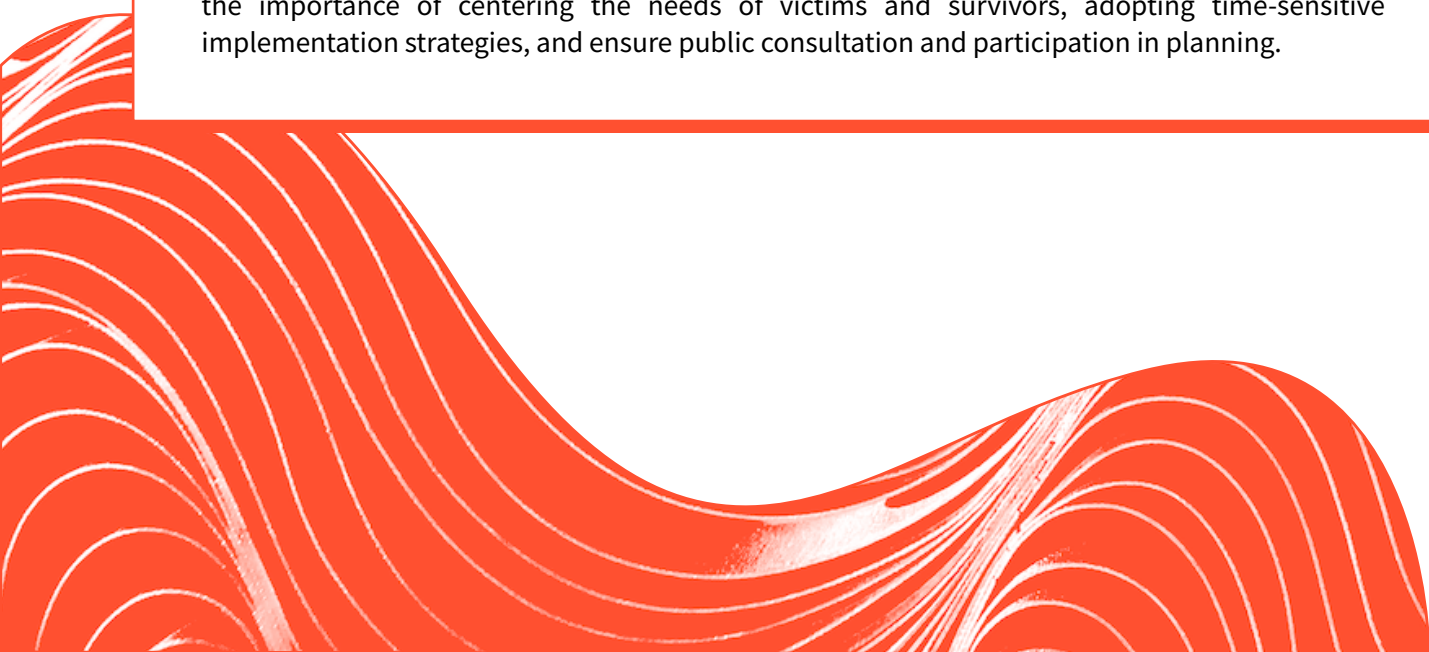 the importance of centering the needs of victims and survivors, adopting time-sensitive
implementation strategies, and ensure public consultation and participation in planning.